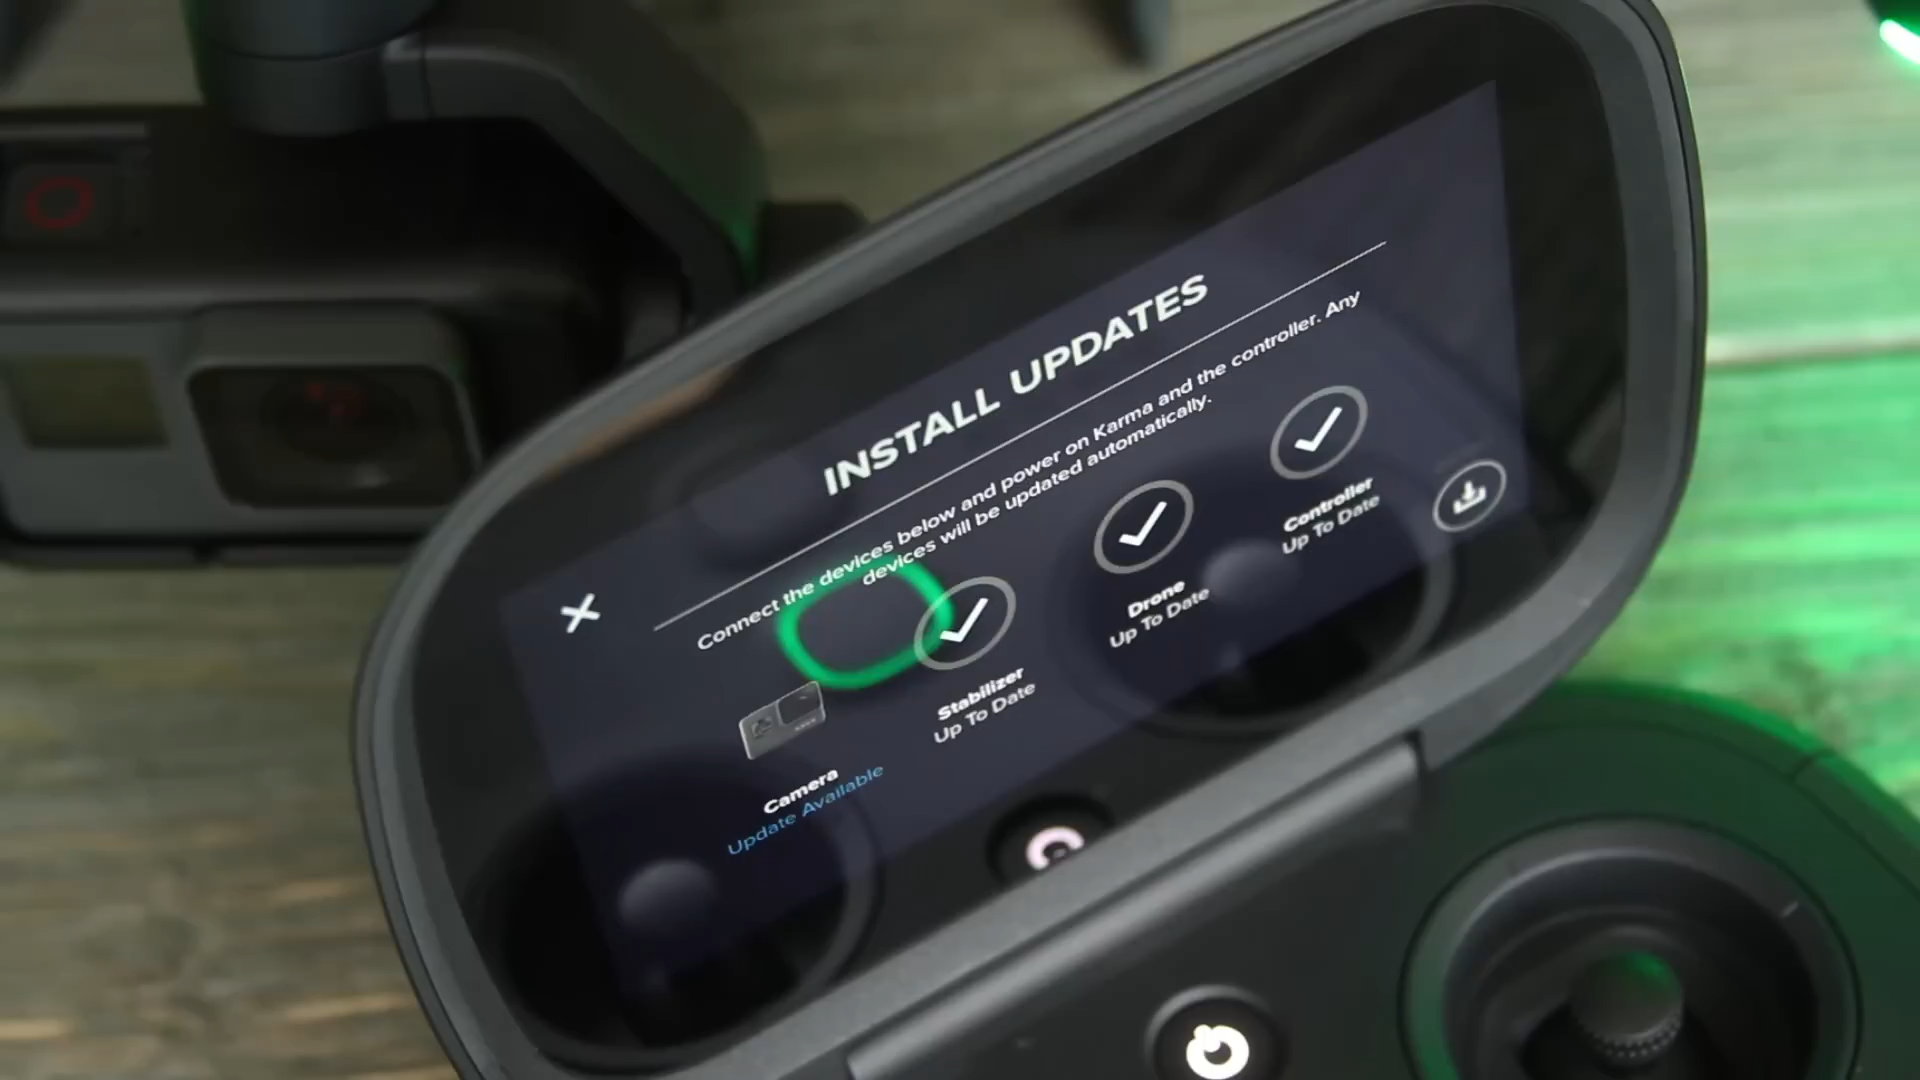 INSTALL UPDATES
Connect the devices below and power on Karma and the controller. Any
devices will be updated automatically.
Camera
Update Available
Stabilizer
Up To Date
Drone
Up To Date
Controller
Up To Date